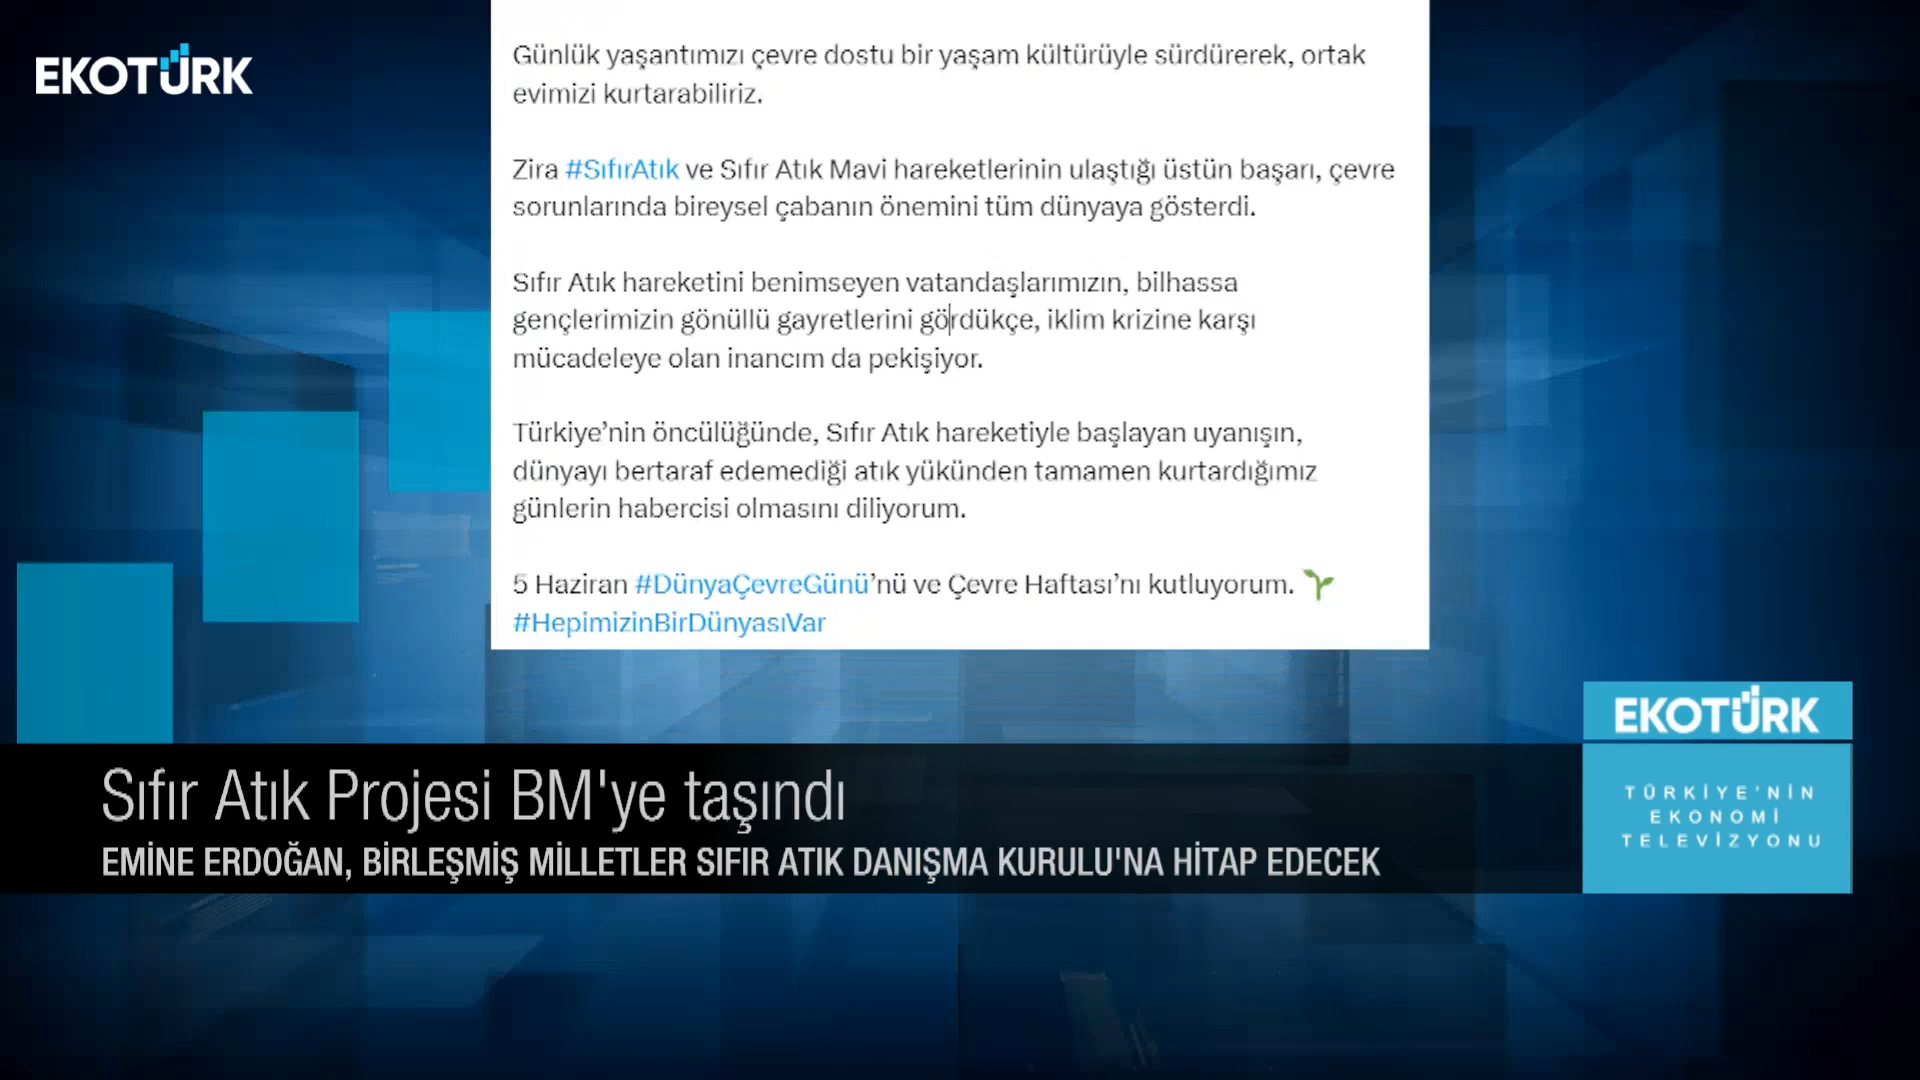 EKOTÜRK
Günlük yaşantımızı çevre dostu bir yaşam kültürüyle sürdürerek, ortak
evimizi kurtarabiliriz.
Zira #SıfırAtık ve Sıfır Atık Mavi hareketlerinin ulaştığı üstün başarı, çevre
sorunlarında bireysel çabanın önemini tüm dünyaya gösterdi.
Sıfır Atık hareketini benimseyen vatandaşlarımızın, bilhassa
gençlerimizin gönüllü gayretlerini gördükçe, iklim krizine karşı
mücadeleye olan inancım da pekişiyor.
Türkiye’nin öncülüğünde, Sıfır Atık hareketiyle başlayan uyanışın,
dünyayı bertaraf edemediği atık yükünden tamamen kurtardığımız
günlerin habercisi olmasını diliyorum.
5 Haziran #DünyaÇevreGünü’nü ve Çevre Haftası’nı kutluyorum. 🌱
#HepimizinBirDünyasıVar
EKOTÜRK
TÜRKİYE'NİN
EKONOMİ
TELEVİZYONU
Sıfır Atık Projesi BM'ye taşındı
EMİNE ERDOĞAN, BİRLEŞMİŞ MİLLETLER SIFIR ATIK DANIŞMA KURULU'NA HİTAP EDECEK